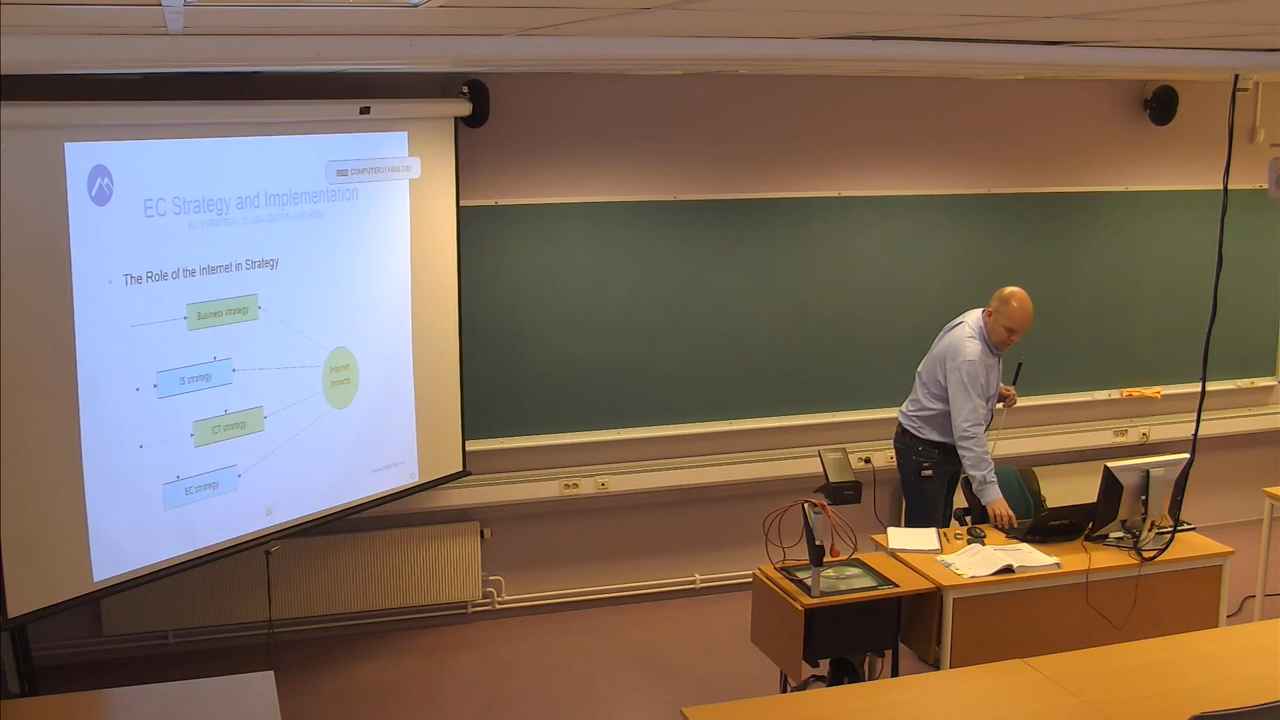 EC Strategy and Implementation
The Role of the Internet in Strategy
Business strategy
IS strategy
Internet
Impacts
ICT strategy
EC strategy